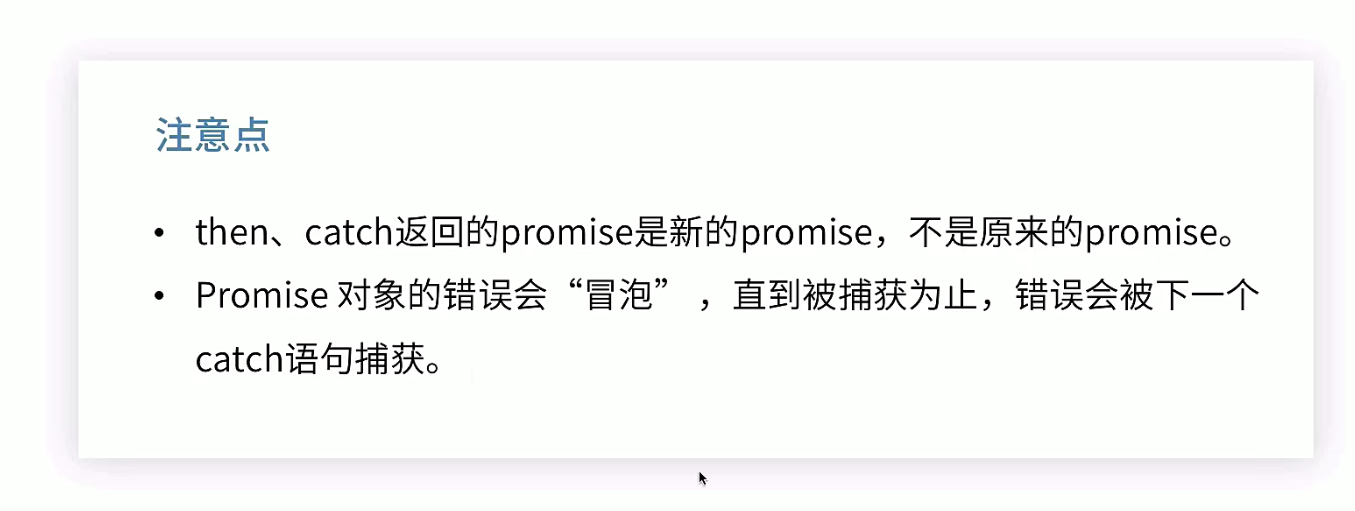 注意点
• then、catch返回的promise是新的promise，不是原来的promise。
• Promise 对象的错误会“冒泡”，直到被捕获为止，错误会被下一个
catch语句捕获。